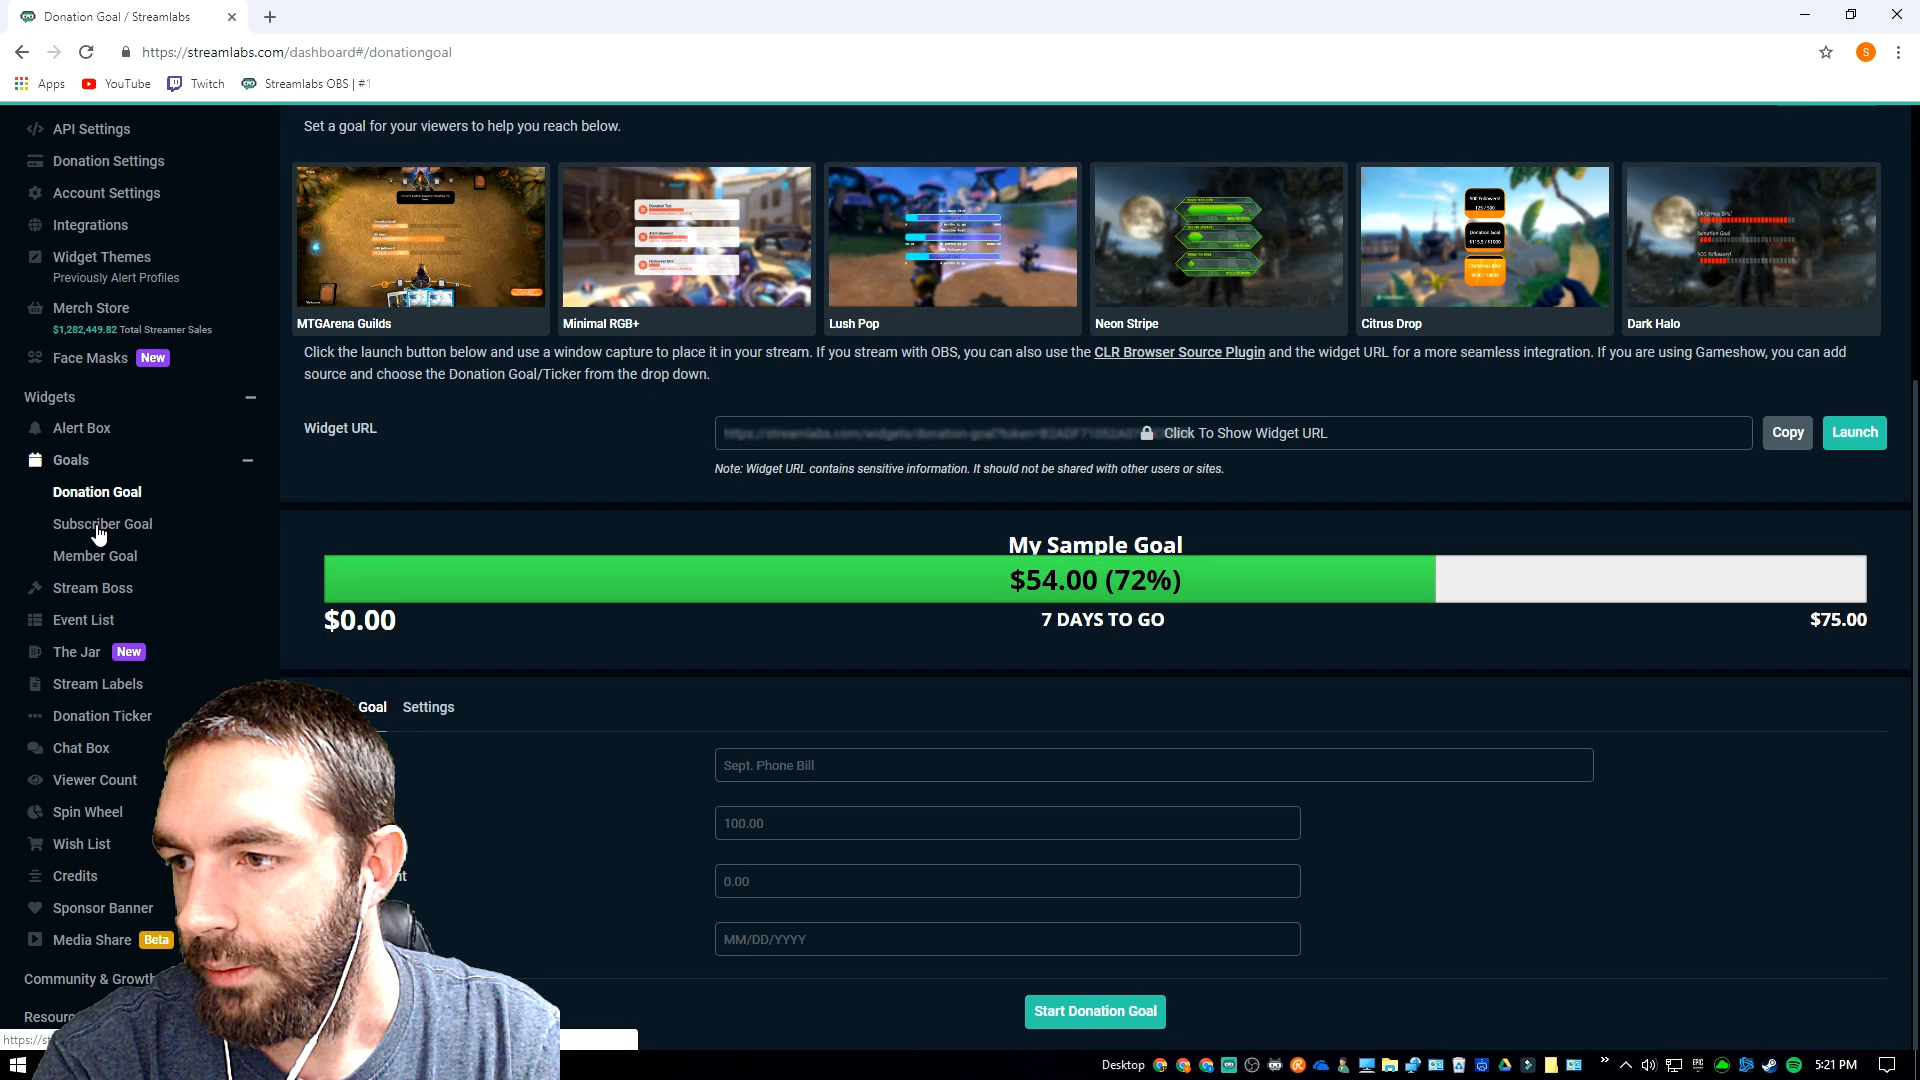 Donation Goal / Streamlabs
https://streamlabs.com/dashboard#/donationgoal
S
Apps
YouTube
Twitch
Streamlabs OBS | #1
API Settings
Donation Settings
Account Settings
Integrations
Widget Themes
Previously Alert Profiles
Merch Store
$1,282,449.82 Total Streamer Sales
Face Masks New
Widgets
Alert Box
Goals
Donation Goal
Subscriber Goal
Member Goal
Stream Boss
Event List
The Jar New
Stream Labels
Donation Ticker
Chat Box
Viewer Count
Spin Wheel
Wish List
Credits
Sponsor Banner
Media Share Beta
Community & Growth
Set a goal for your viewers to help you reach below.
MTGArena Guilds
Minimal RGB+
Lush Pop
Neon Stripe
Citrus Drop
Dark Halo
Click the launch button below and use a window capture to place it in your stream. If you stream with OBS, you can also use the CLR Browser Source Plugin and the widget URL for a more seamless integration. If you are using Gameshow, you can add
source and choose the Donation Goal/Ticker from the drop down.
Widget URL
Click To Show Widget URL
Copy
Launch
Note: Widget URL contains sensitive information. It should not be shared with other users or sites.
My Sample Goal
$54.00 (72%)
$0.00
7 DAYS TO GO
$75.00
Goal
Settings
Sept. Phone Bill
100.00
0.00
MM/DD/YYYY
Start Donation Goal
Desktop
5:21 PM